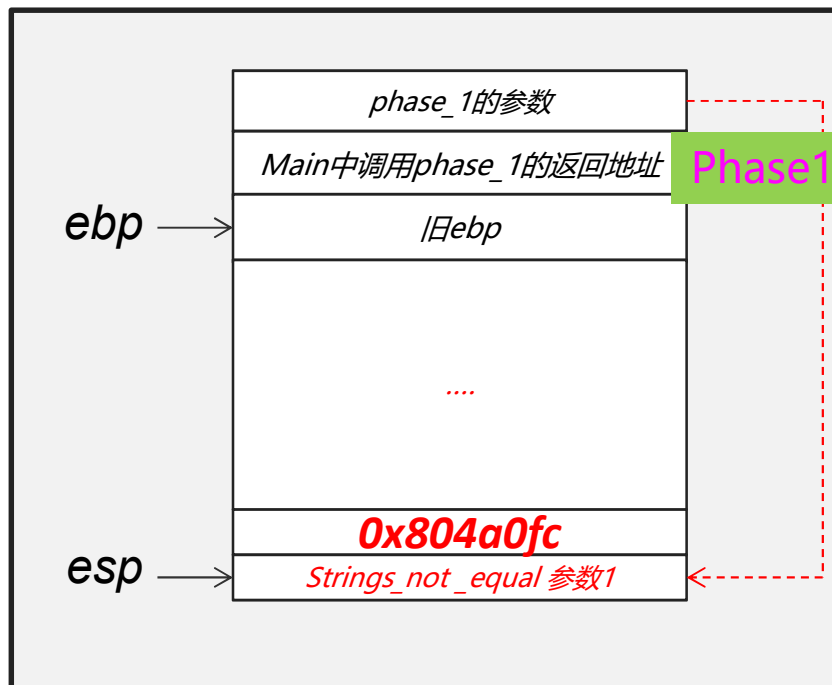 phase_1的参数
Main中调用phase_1的返回地址
Phase1
ebp
旧ebp
....
0x804a0fc
esp
Strings_not _equal 参数1